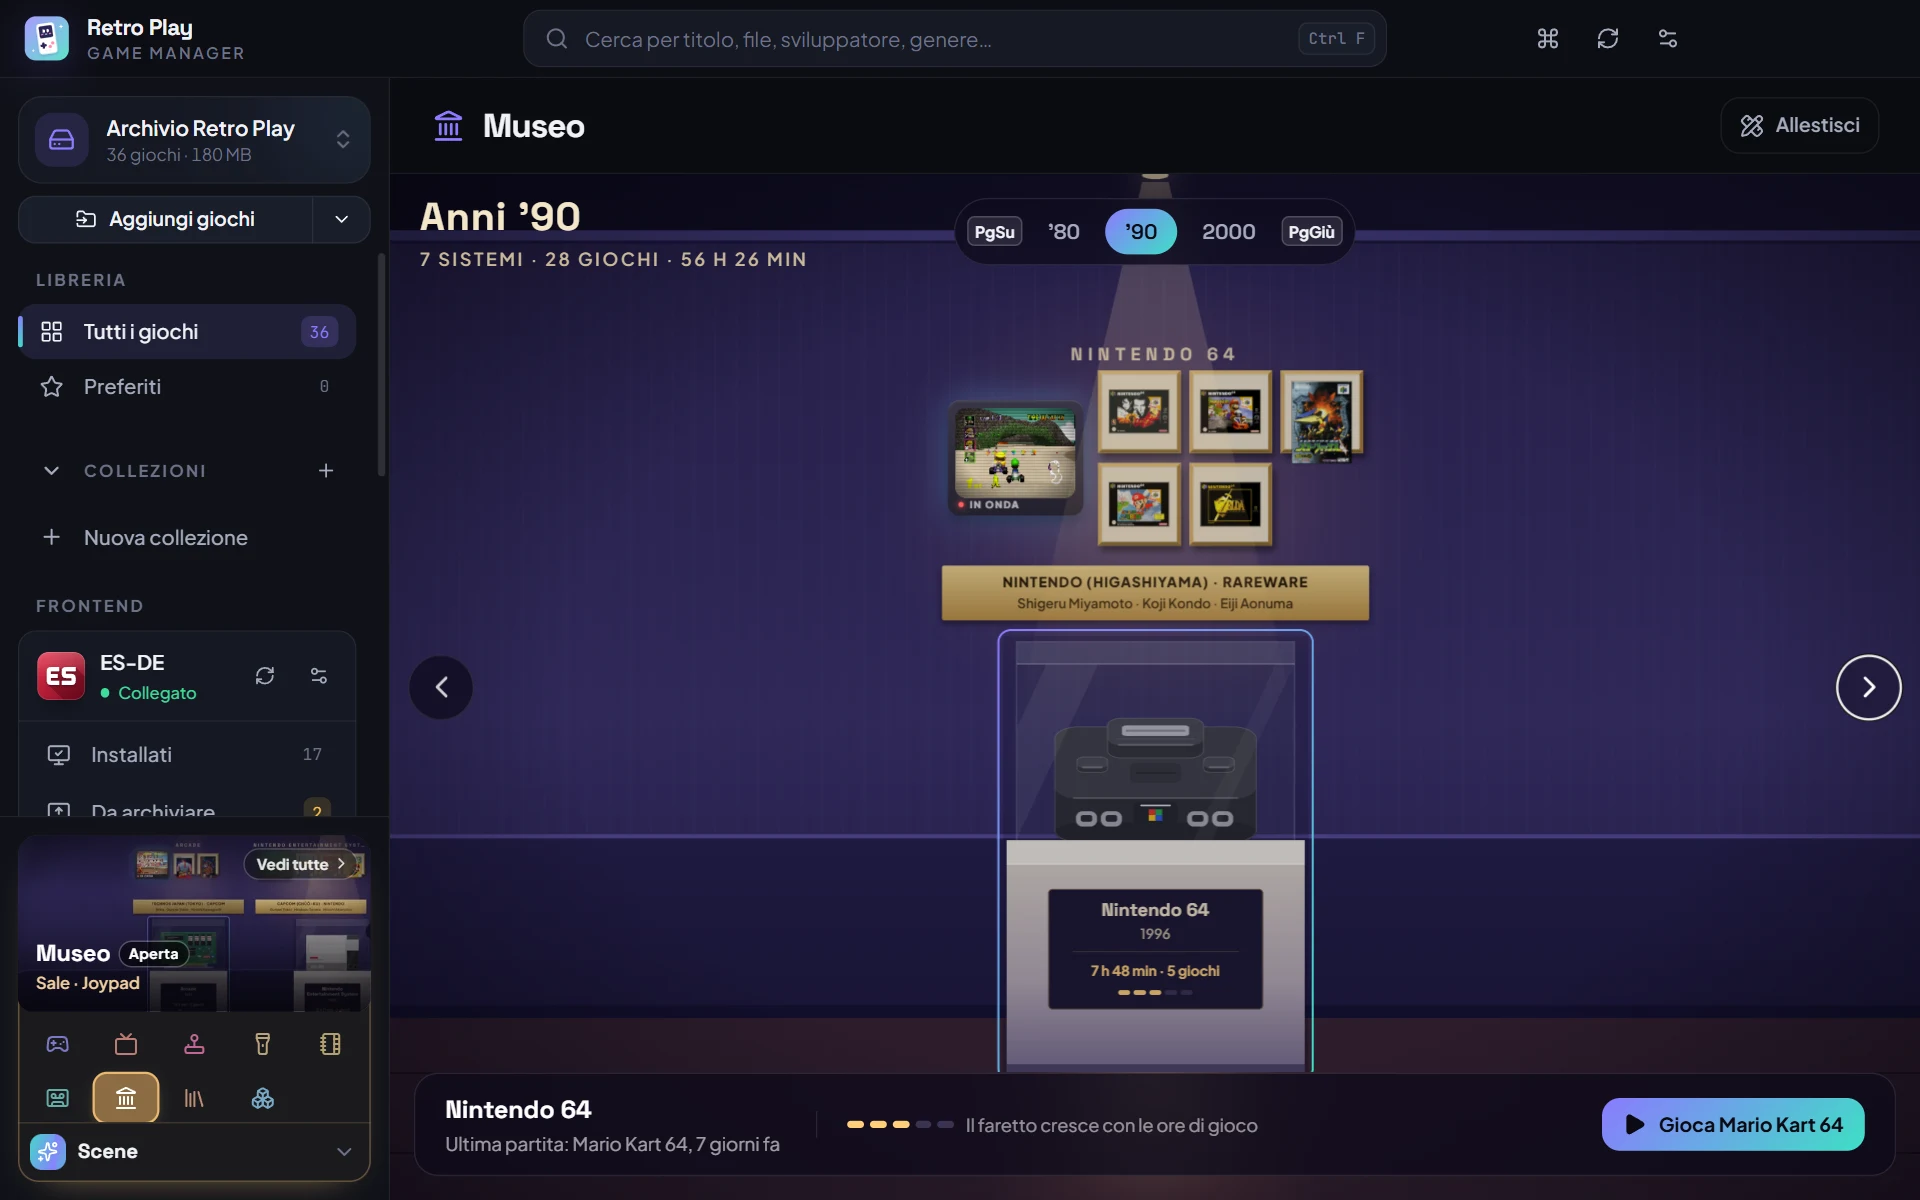 Retro Play
GAME MANAGER
Cerca per titolo, file, sviluppatore, genere...
Ctrl F
Archivio Retro Play
36 giochi · 180 MB
Aggiungi giochi
LIBRERIA
Tutti i giochi
36
Preferiti
0
COLLEZIONI
Nuova collezione
FRONTEND
ES
ES-DE
Collegato
Installati
17
Da archiviare
2
Vedi tutte
Museo
Aperta
Sale · Joypad
Scene
Museo
Allestisci
Anni ’90
7 SISTEMI · 28 GIOCHI · 56 H 26 MIN
PgSu
’80
’90
2000
PgGiù
NINTENDO 64
IN ONDA
ZELDA
NINTENDO (HIGASHIYAMA) · RAREWARE
Shigeru Miyamoto · Koji Kondo · Eiji Aonuma
Nintendo 64
1996
7 h 48 min · 5 giochi
Nintendo 64
Ultima partita: Mario Kart 64, 7 giorni fa
Il faretto cresce con le ore di gioco
Gioca Mario Kart 64